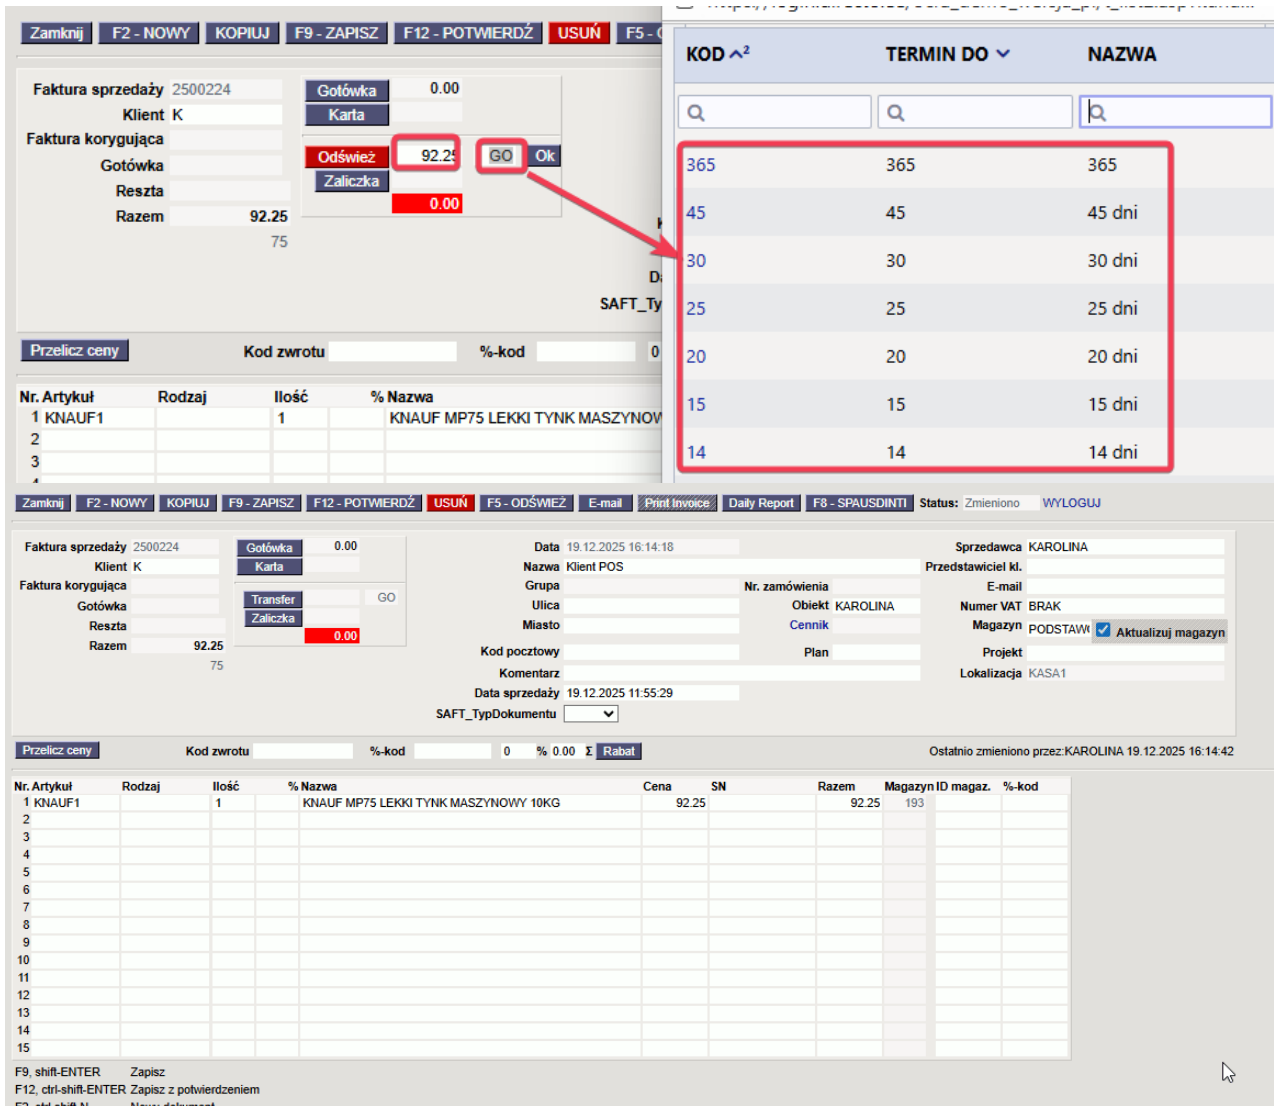 Zamknij F2 - NOWY KOPIUJ F9 - ZAPISZ F12 - POTWIERDŹ USUŃ F5 -
Faktura sprzedaży 2500224
Klient K
Faktura korygująca
Gotówka
Reszta
Razem 92.25
75
Gotówka 0.00
Karta
Odśwież 92.25 GO Ok
Zaliczka
0.00
SAFT_Ty
Przelicz ceny Kod zwrotu %-kod 0
Nr. Artykuł Rodzaj Ilość % Nazwa
1 KNAUF1 1 KNAUF MP75 LEKKI TYNK MASZYNOW
2
3
KOD 2 TERMIN DO NAZWA
365 365 365
45 45 45 dni
30 30 30 dni
25 25 25 dni
20 20 20 dni
15 15 15 dni
14 14 14 dni
Zamknij F2 - NOWY KOPIUJ F9 - ZAPISZ F12 - POTWIERDŹ USUŃ F5 - ODŚWIEŻ E-mail Print Invoice Daily Report F8 - SPAUSDINTI Status: Zmieniono WYLOGUJ
Faktura sprzedaży 2500224
Klient K
Faktura korygująca
Gotówka
Reszta
Razem 92.25
75
Gotówka 0.00
Karta
Transfer GO
Zaliczka
0.00
Data 19.12.2025 16:14:18
Nazwa Klient POS
Grupa
Ulica
Miasto
Kod pocztowy
Komentarz
Data sprzedaży 19.12.2025 11:55:29
SAFT_TypDokumentu
Nr. zamówienia
Obiekt KAROLINA
Cennik
Plan
Sprzedawca KAROLINA
Przedstawiciel kl.
E-mail
Numer VAT BRAK
Magazyn PODSTAW Aktualizuj magazyn
Projekt
Lokalizacja KASA1
Przelicz ceny Kod zwrotu %-kod 0 % 0.00 Σ Rabat Ostatnio zmieniono przez:KAROLINA 19.12.2025 16:14:42
Nr. Artykuł Rodzaj Ilość % Nazwa Cena SN Razem Magazyn ID magaz. %-kod
1 KNAUF1 1 KNAUF MP75 LEKKI TYNK MASZYNOWY 10KG 92.25 92.25 193
2
3
4
5
6
7
8
9
10
11
12
13
14
15
F9, shift-ENTER Zapisz
F12, ctrl-shift-ENTER Zapisz z potwierdzeniem